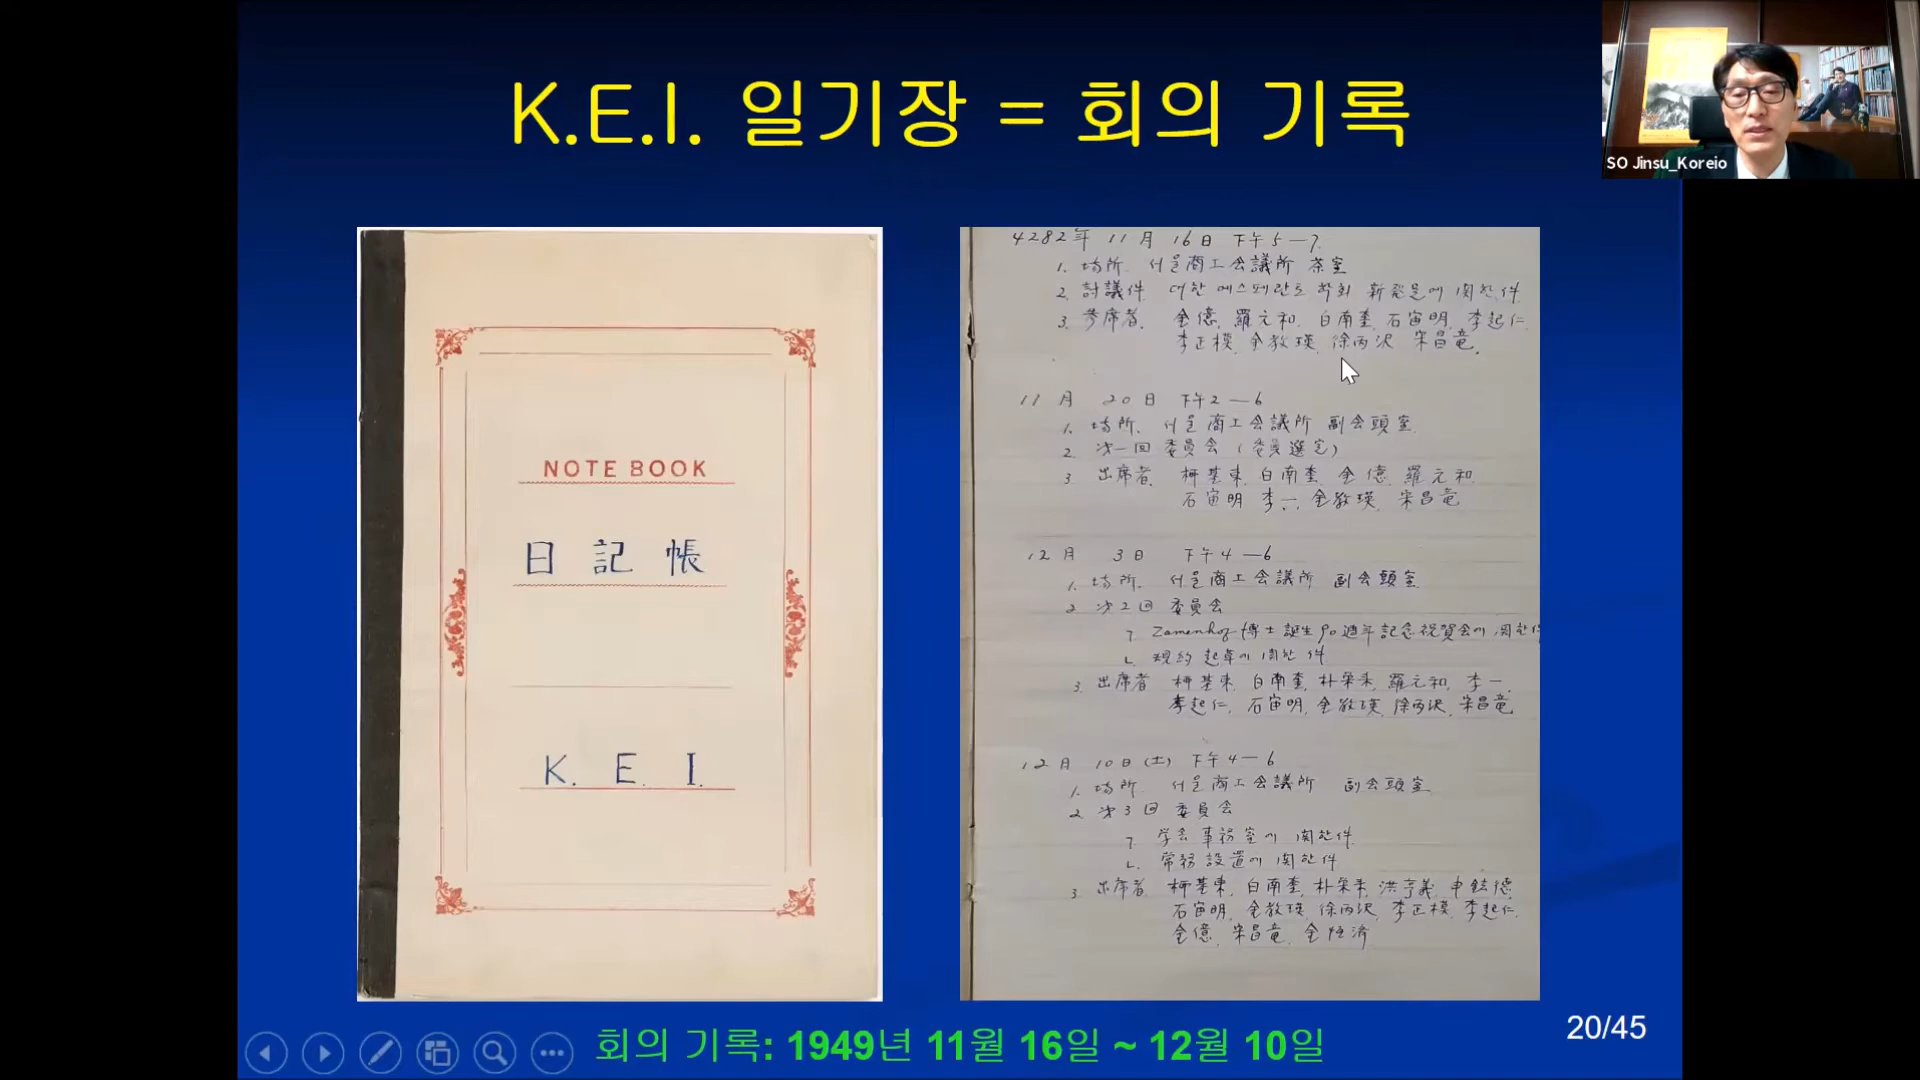 K.E.I. 일기장 = 회의 기록
SO Jinsu_Koreio
NOTE BOOK
日記帳
K. E. I.
4282年 11月 16日 下午 5—7.
1. 場所. 서울商工会議所 茶室
2. 討議件 대한 에스페란토 학회 新発足에 関한 件
3. 参席者. 金億, 羅元和, 白南奎, 石宙明, 李起仁,
李正模, 金教瑛, 徐丙沢, 宋昌竜.
11月 20日 下午 2—6
1. 場所. 서울商工会議所 副会頭室
2. 第一回 委員会 (委員選定)
3. 出席者. 柳基東, 白南奎, 金億, 羅元和,
石宙明, 李一, 金教瑛, 宋昌竜
12月 3日 下午 4—6
1. 場所. 서울商工会議所 副会頭室
2. 第2回 委員会
ㄱ. Zamenhof 博士 誕生 90週年 記念 祝賀会에 関한 件
ㄴ. 規約 起草에 関한 件
3. 出席者 柳基東, 白南奎, 羅元和, 李一,
李起仁, 石宙明, 金教瑛, 徐丙沢, 宋昌竜
12月 10日 (土) 下午 4—6
1. 場所. 서울商工会議所 副会頭室
2. 第3回 委員会
ㄱ. 学会 事務室에 関한 件
ㄴ. 常務 設置에 関한 件
3. 出席者 柳基東, 白南奎, 洪亨義,
石宙明, 金教瑛, 徐丙沢, 李正模, 李起仁,
金億, 宋昌竜,
회의 기록: 1949년 11월 16일 ~ 12월 10일
20/45